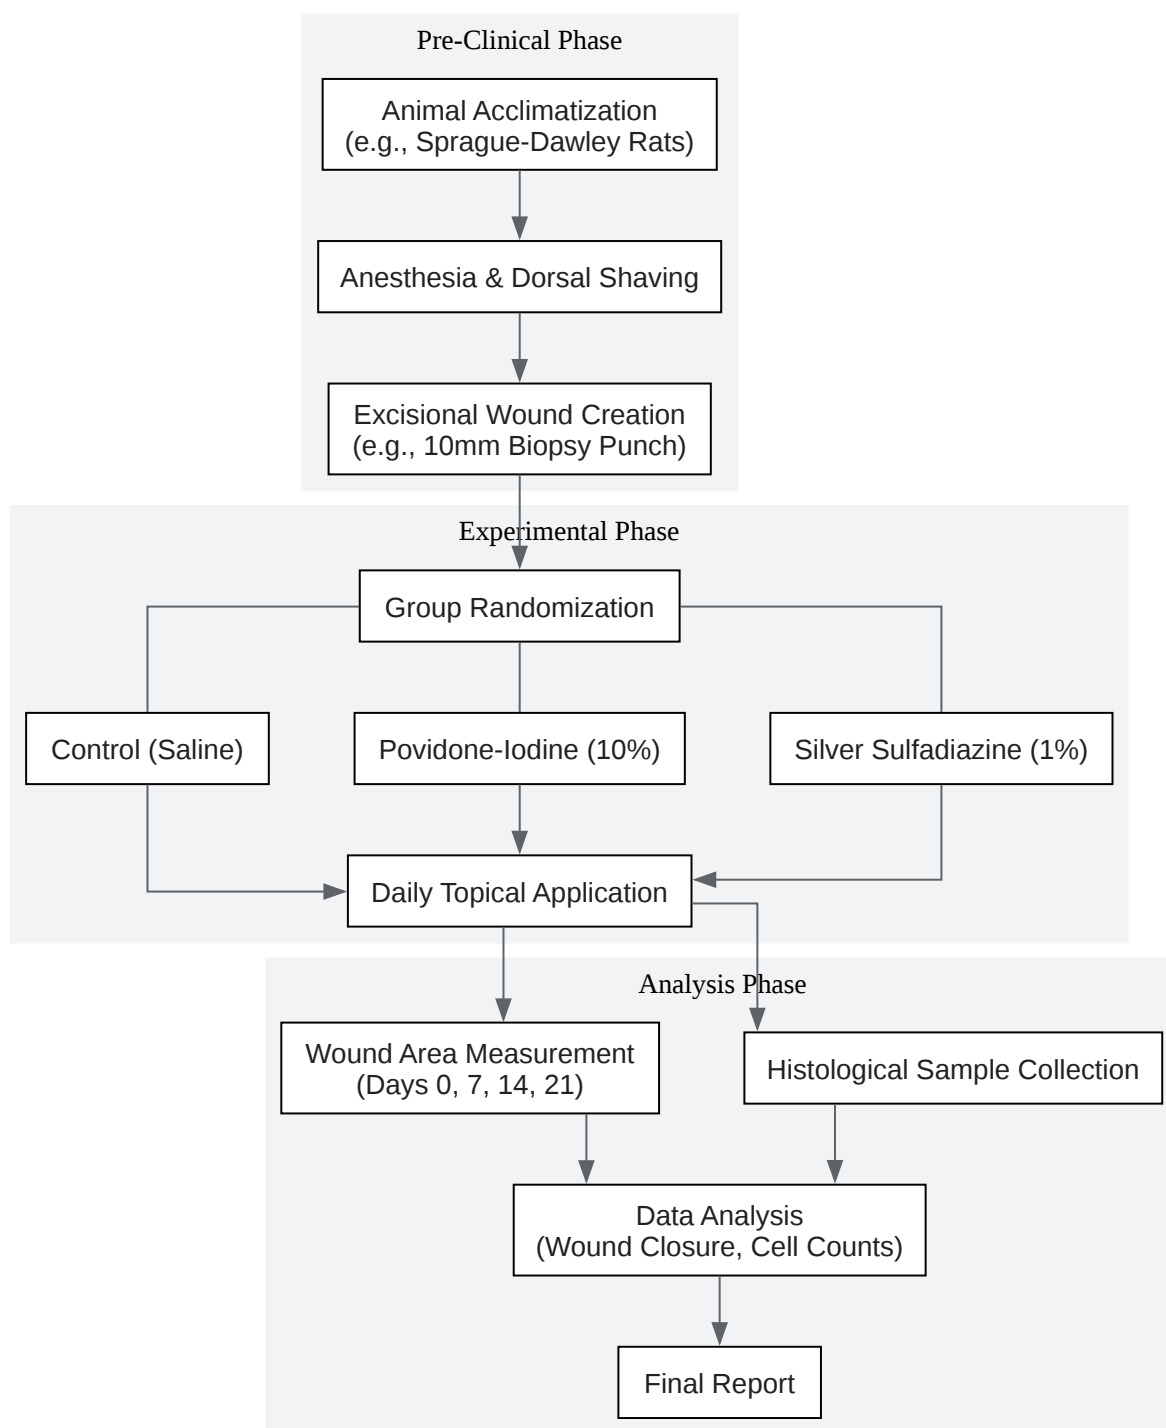 Pre-Clinical Phase
Animal Acclimatization
(e.g., Sprague-Dawley Rats)
Anesthesia & Dorsal Shaving
Excisional Wound Creation
(e.g., 10mm Biopsy Punch)
Experimental Phase
Group Randomization
Control (Saline)
Povidone-Iodine (10%)
Silver Sulfadiazine (1%)
Daily Topical Application
Analysis Phase
Wound Area Measurement
(Days 0, 7, 14, 21)
Histological Sample Collection
Data Analysis
(Wound Closure, Cell Counts)
Final Report